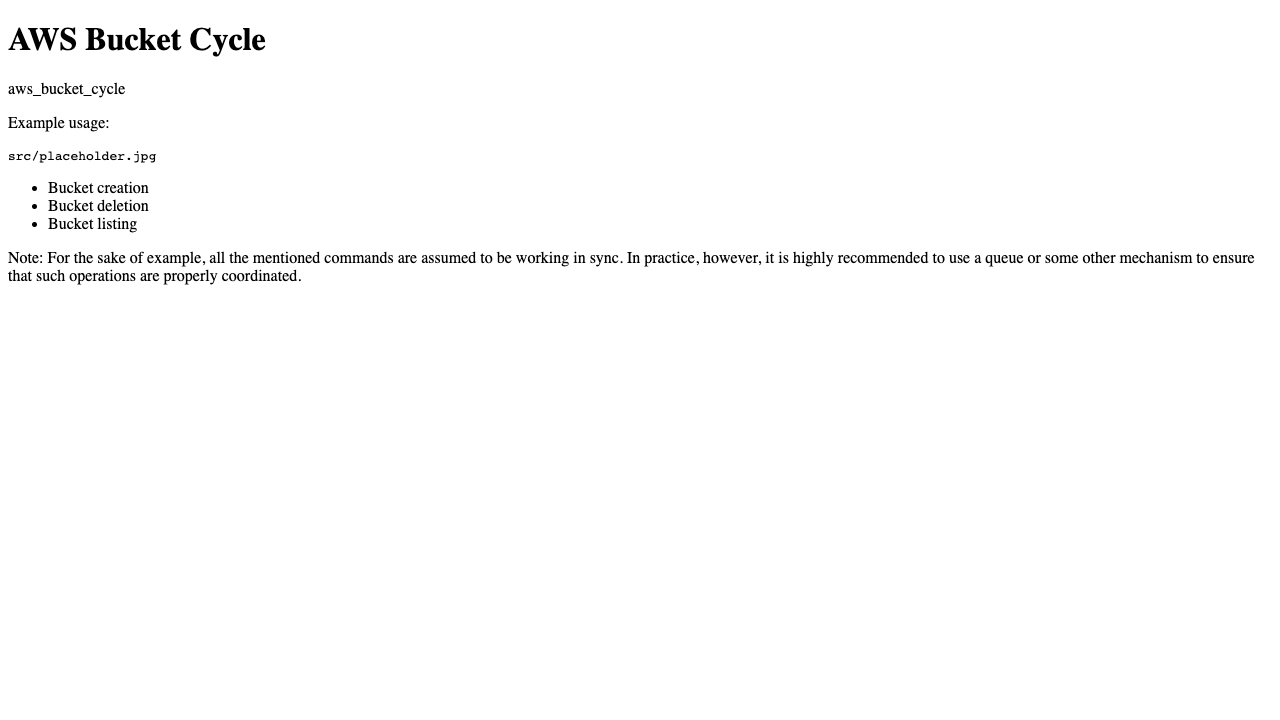 AWS Bucket Cycle
aws_bucket_cycle
Example usage:
src/placeholder.jpg
• Bucket creation
• Bucket deletion
• Bucket listing
Note: For the sake of example, all the mentioned commands are assumed to be working in sync. In practice, however, it is highly recommended to use a queue or some other mechanism to ensure
that such operations are properly coordinated.